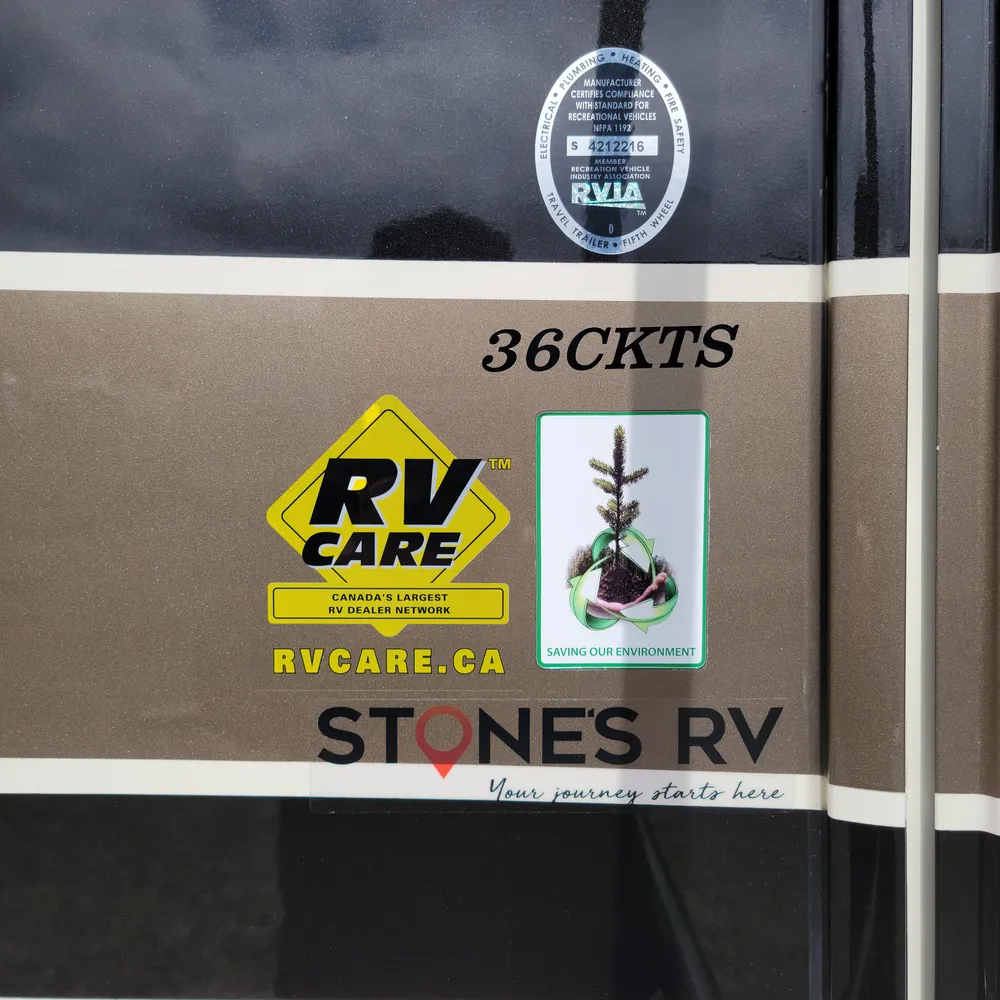 ELECTRICAL • PLUMBING • HEATING • FIRE SAFETY
MANUFACTURER
CERTIFIES COMPLIANCE
WITH STANDARD FOR
RECREATIONAL VEHICLES
NFPA 1192
S 4212216
MEMBER
RECREATION VEHICLE
INDUSTRY ASSOCIATION
RVIA
TM
D
TRAVEL TRAILER • FIFTH WHEEL
36CKTS
RV™
CARE
CANADA'S LARGEST
RV DEALER NETWORK
RVCARE.CA
SAVING OUR ENVIRONMENT
STONE'S RV
Your journey starts here